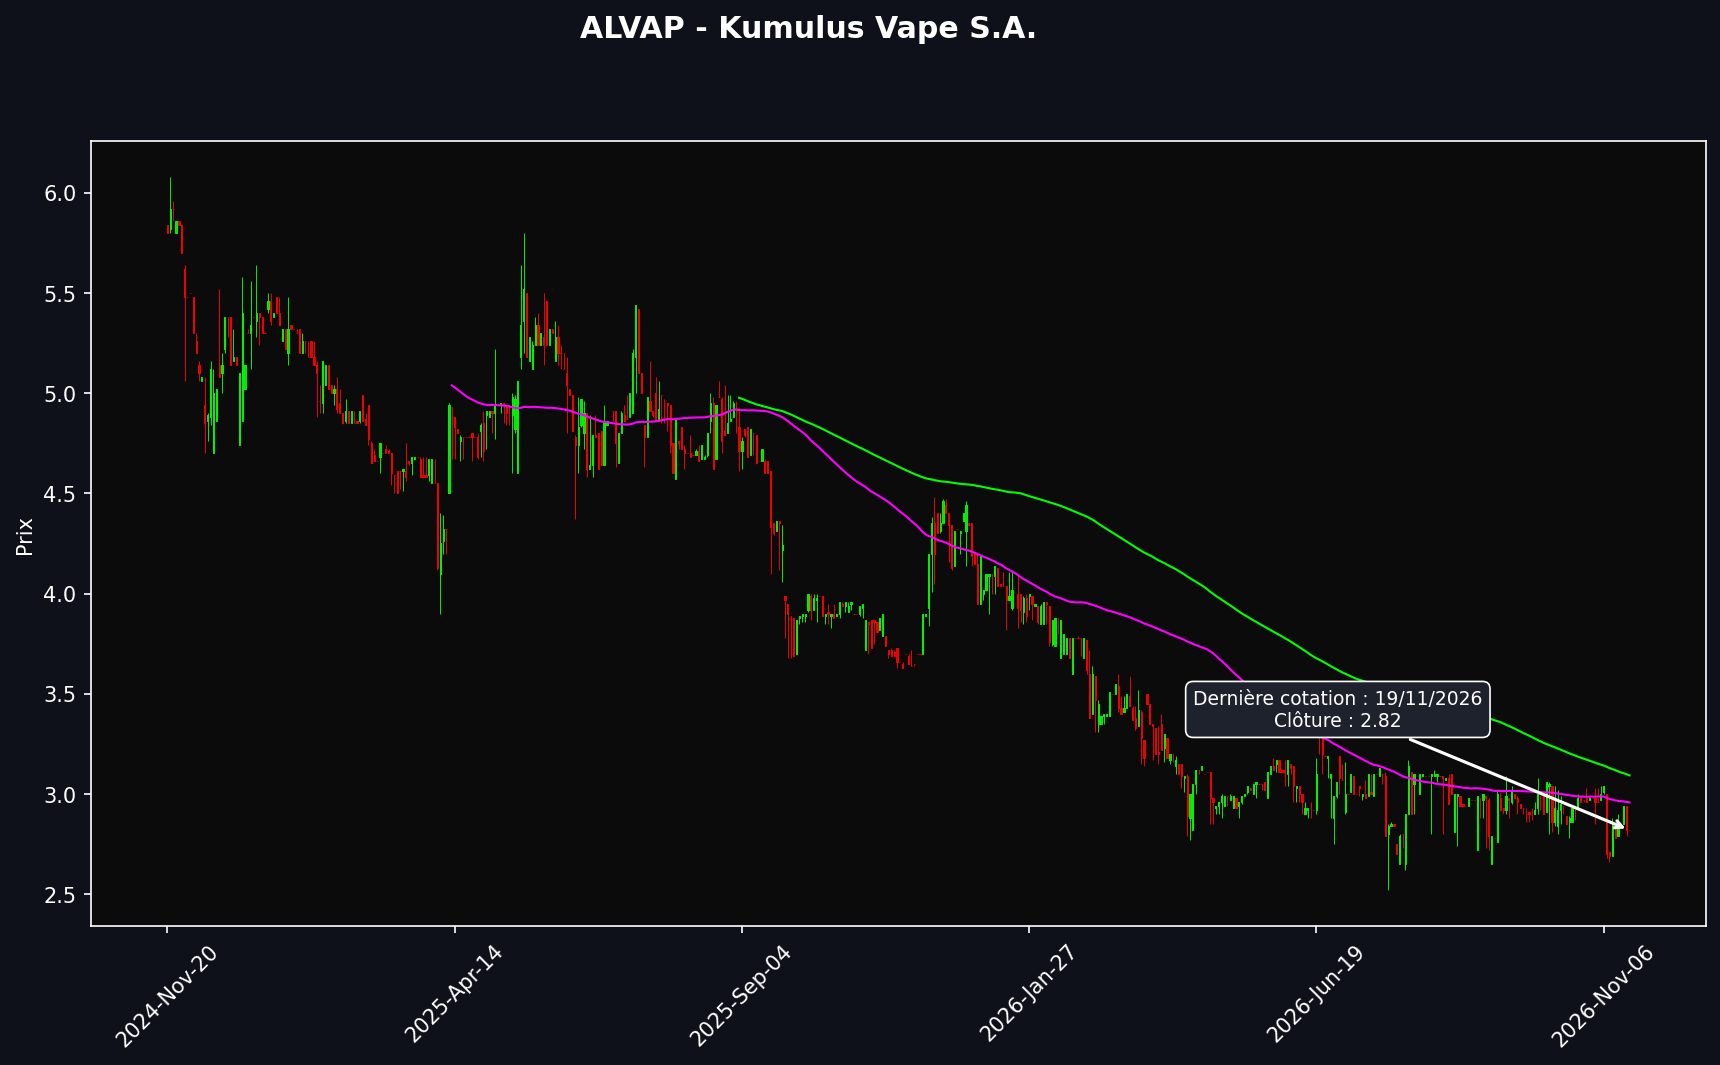 ALVAP - Kumulus Vape S.A.
Prix
6.0
5.5
5.0
4.5
4.0
3.5
3.0
2.5
Dernière cotation : 19/11/2026
Clôture : 2.82
2024-Nov-20
2025-Apr-14
2025-Sep-04
2026-Jan-27
2026-Jun-19
2026-Nov-06